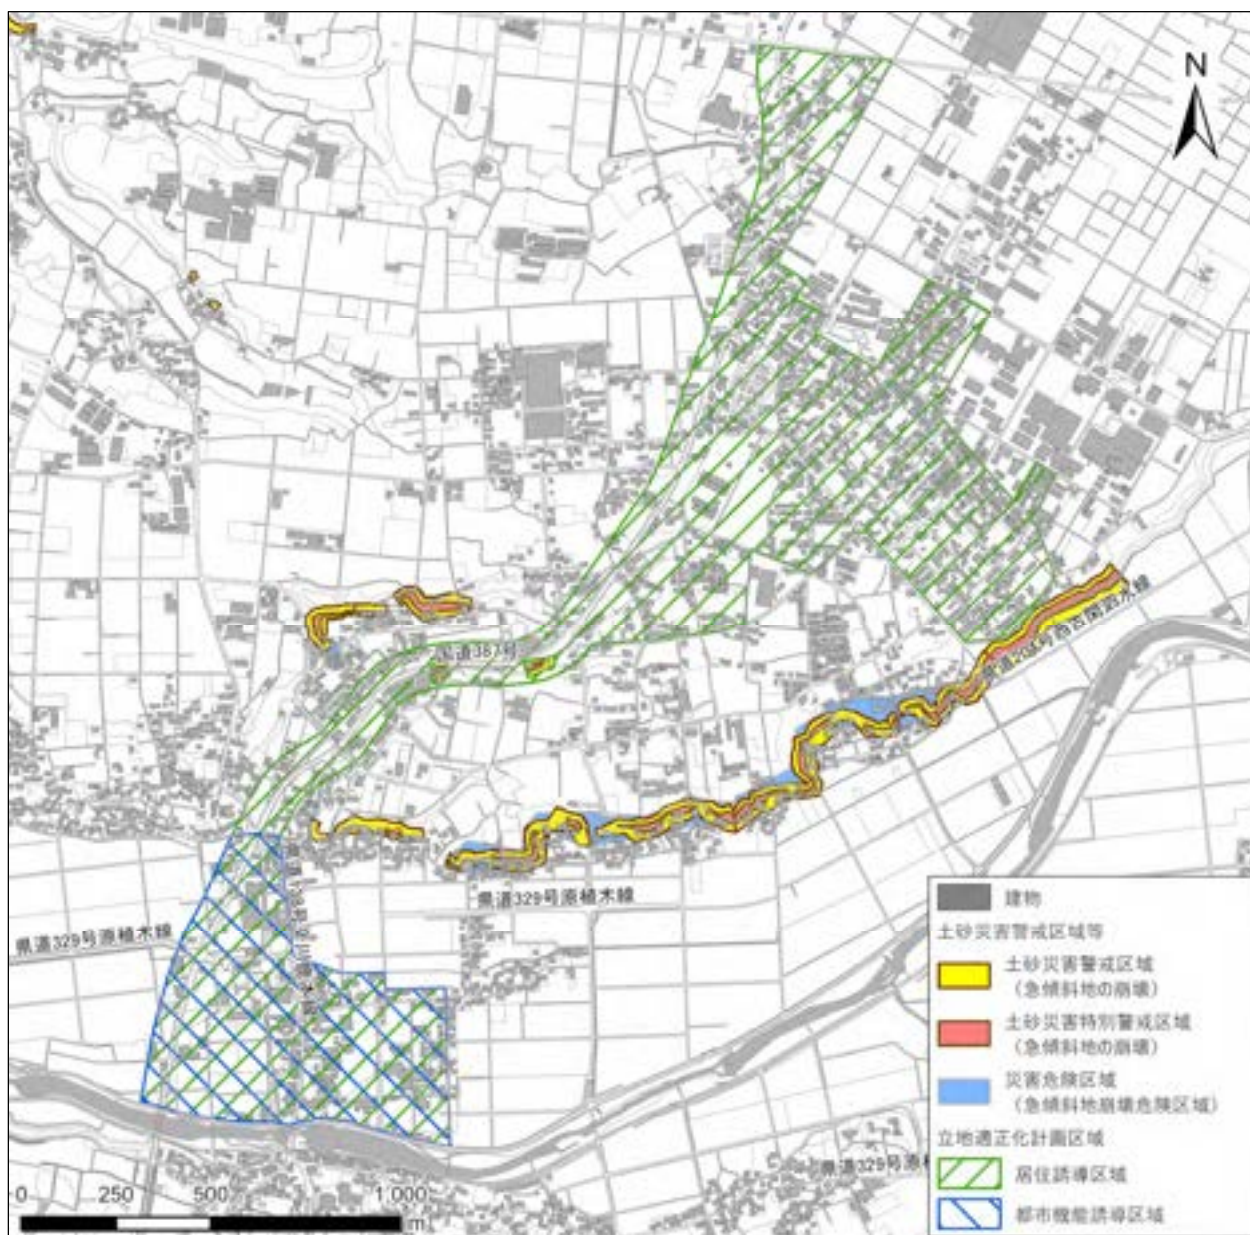 N
国道387号
県道329号原植木線
県道329号原植木線
建物
土砂災害警戒区域等
土砂災害警戒区域
（急傾斜地の崩壊）
土砂災害特別警戒区域
（急傾斜地の崩壊）
災害危険区域
（急傾斜地崩壊危険区域）
立地適正化計画区域
居住誘導区域
都市機能誘導区域
県道329号原
0 250 500 1,000
m